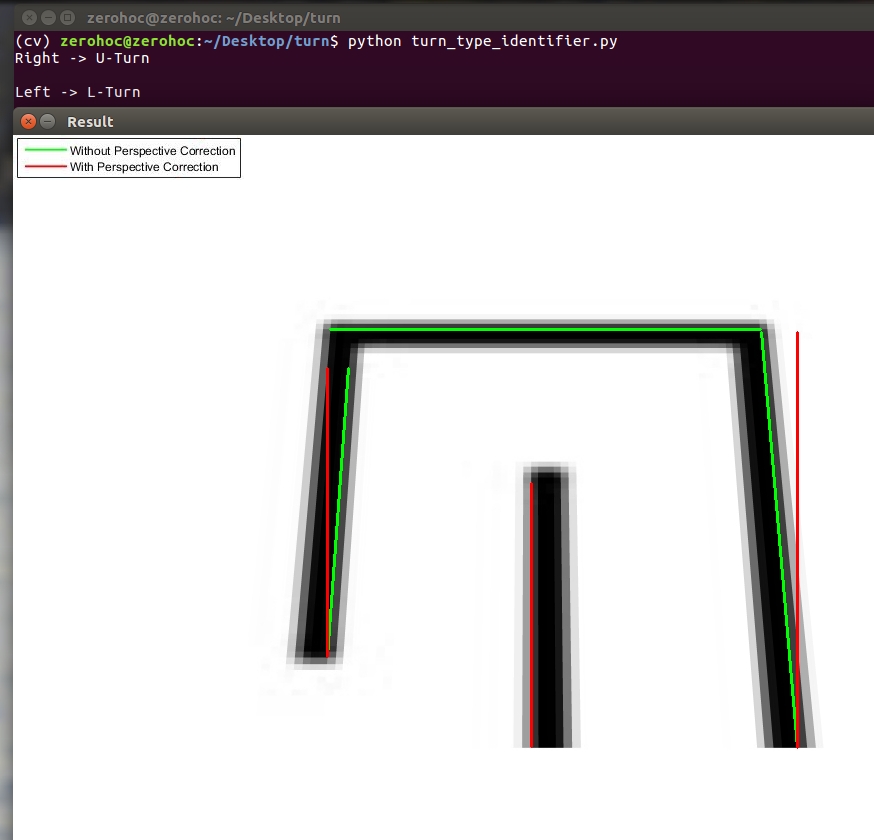 zerohoc@zerohoc: ~/Desktop/turn
(cv) zerohoc@zerohoc:~/Desktop/turn$ python turn_type_identifier.py
Right -> U-Turn
Left -> L-Turn
Result
Without Perspective Correction
With Perspective Correction